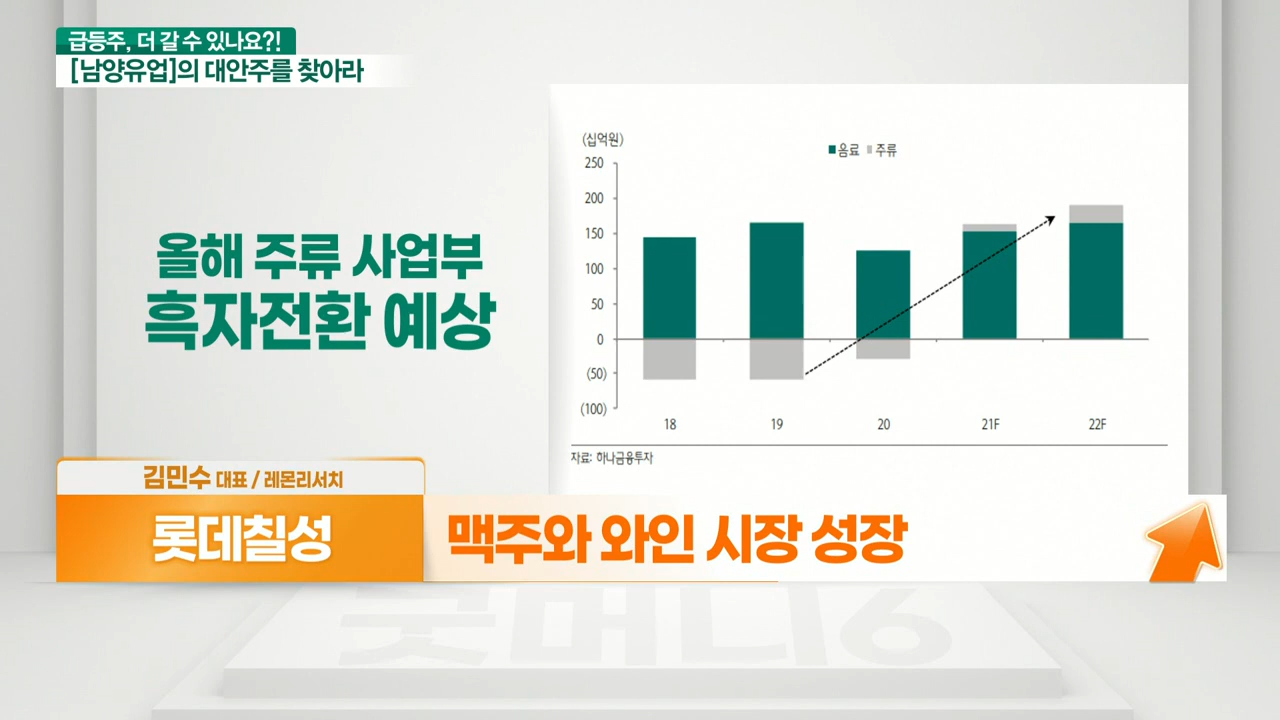 급등주, 더 갈 수 있나요?!
[남양유업]의 대안주를 찾아라
올해 주류 사업부
흑자전환 예상
(십억원)
음료 주류
250
200
150
100
50
0
(50)
(100)
18 19 20 21F 22F
자료: 하나금융투자
김민수 대표 / 레몬리서치
롯데칠성
맥주와 와인 시장 성장
굿머니6